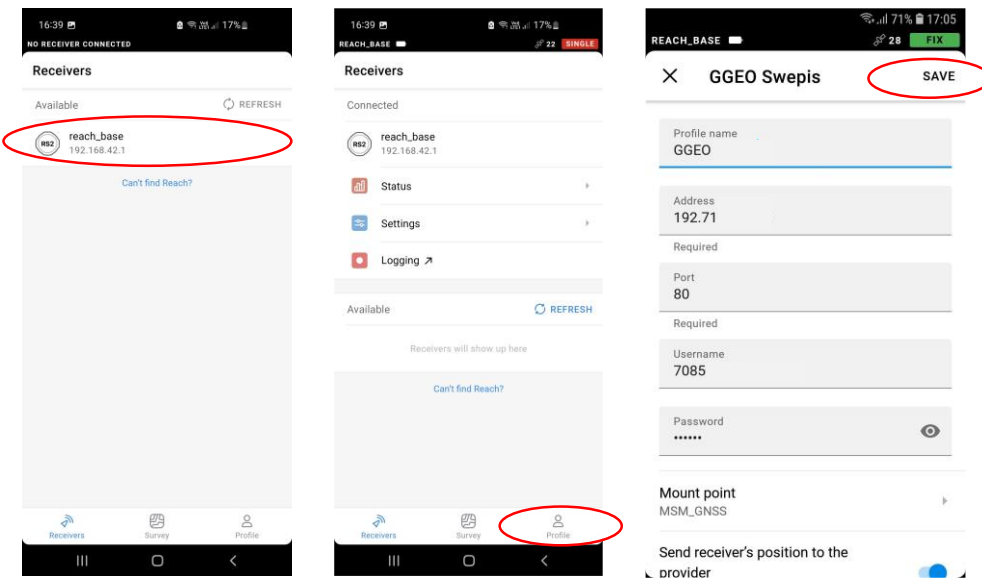 16:39 17%
NO RECEIVER CONNECTED
Receivers
Available REFRESH
RS2 reach_base
192.168.42.1
Can't find Reach?
Receivers Survey Profile
16:39 17%
REACH_BASE 22 SINGLE
Receivers
Connected
RS2 reach_base
192.168.42.1
Status
Settings
Logging
Available REFRESH
Receivers will show up here
Can't find Reach?
Receivers Survey Profile
71% 17:05
REACH_BASE 28 FIX
GGEO Swepis SAVE
Profile name
GGEO
Address
192.71
Required
Port
80
Required
Username
7085
Password
••••••
Mount point
MSM_GNSS
Send receiver's position to the
provider